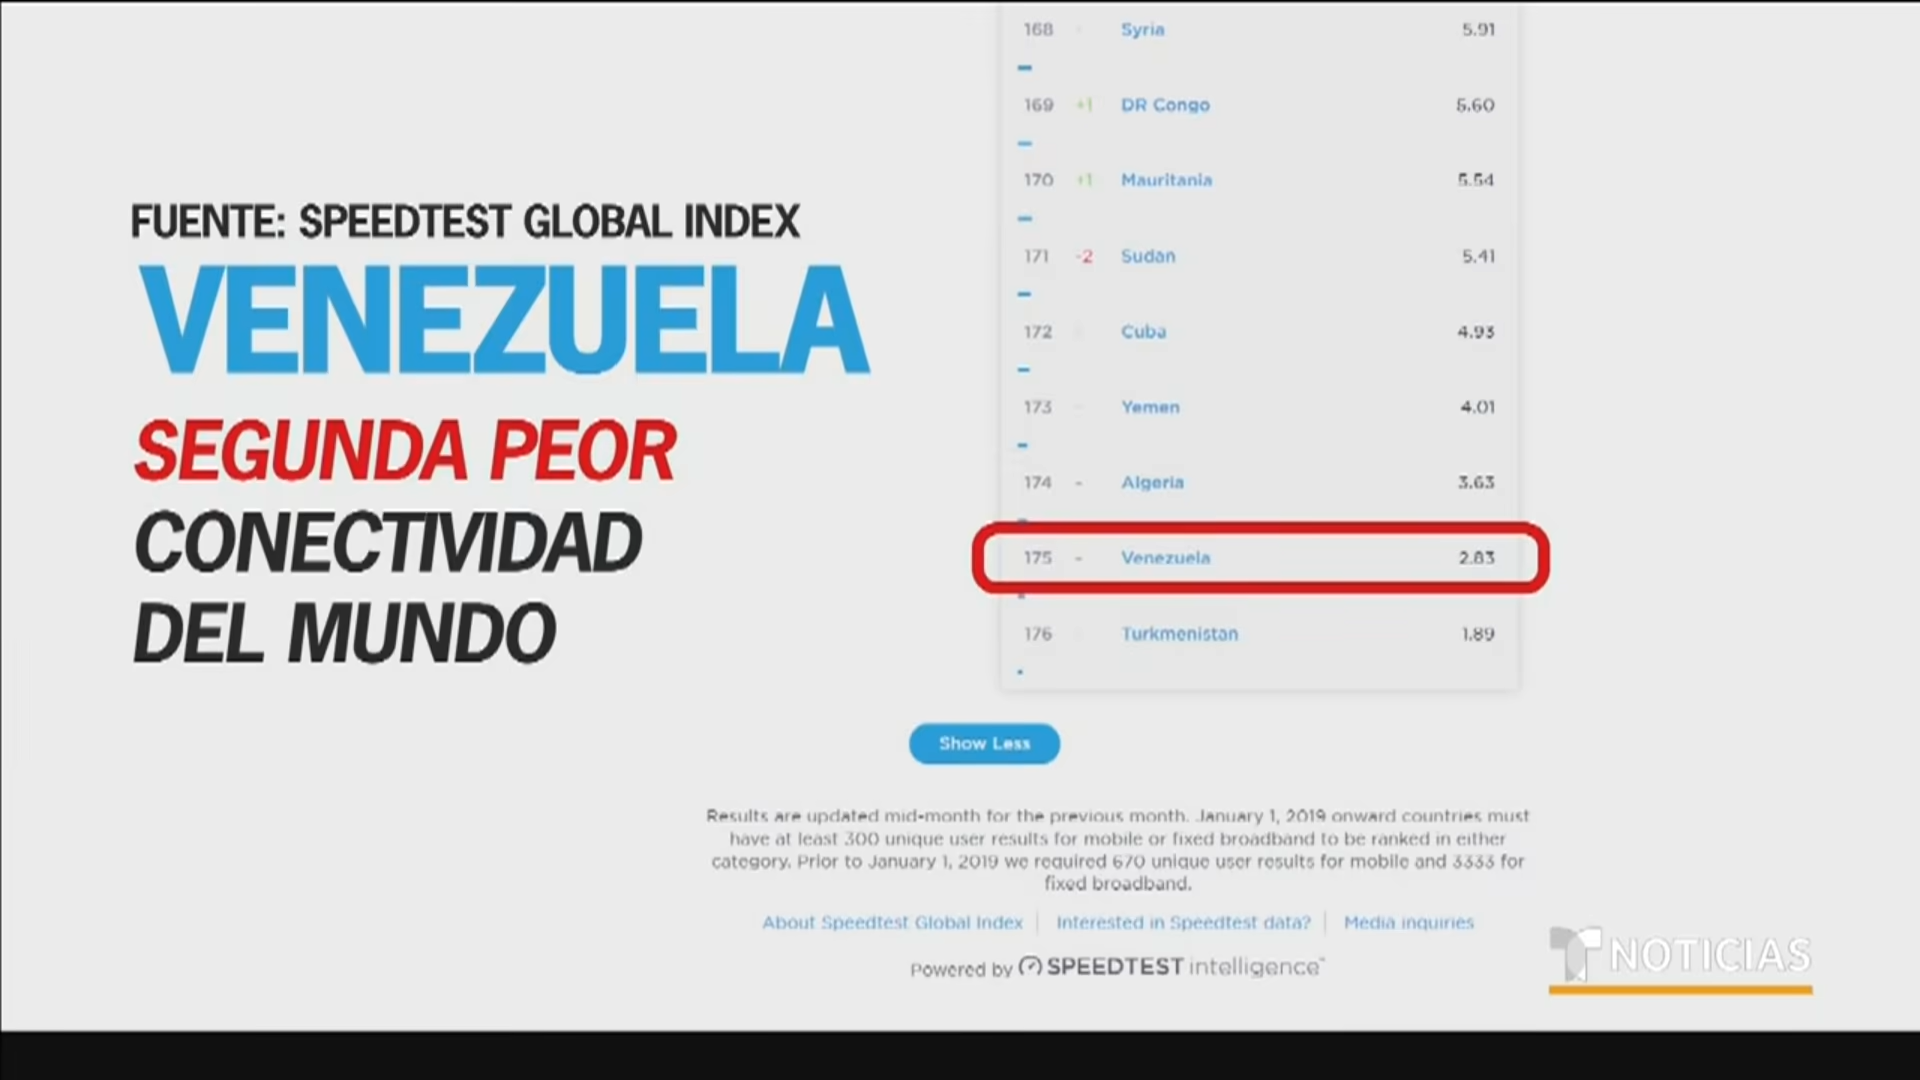 FUENTE: SPEEDTEST GLOBAL INDEX
VENEZUELA
SEGUNDA PEOR
CONECTIVIDAD
DEL MUNDO
168 Syria 5.91
169 +1 DR Congo 5.60
170 +1 Mauritania 5.54
171 -2 Sudan 5.41
172 Cuba 4.93
173 - Yemen 4.01
174 - Algeria 3.63
175 - Venezuela 2.83
176 Turkmenistan 1.89
Show Less
Results are updated mid-month for the previous month. January 1, 2019 onward countries must
have at least 300 unique user results for mobile or fixed broadband to be ranked in either
category. Prior to January 1, 2019 we required 670 unique user results for mobile and 3333 for
fixed broadband.
About Speedtest Global Index | Interested in Speedtest data? | Media inquiries
Powered by SPEEDTEST intelligence™
NOTICIAS